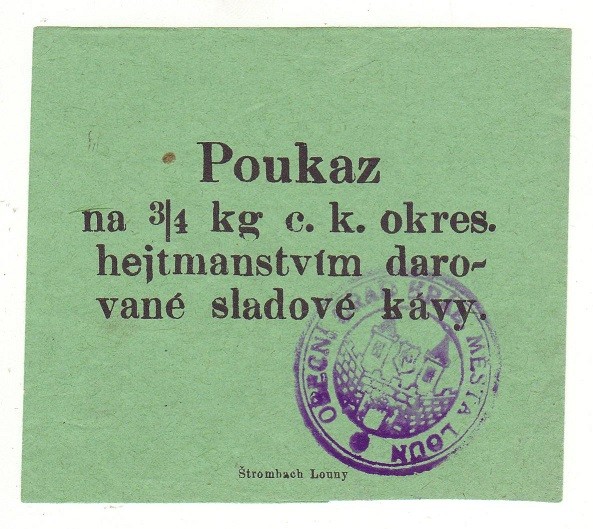 Poukaz
na 3/4 kg c. k. okres.
hejtmanstvím daro-
vané sladové kávy.
OBECNÍ ÚŘAD KRÁL. MĚSTA LOUN
Štrombach Louny